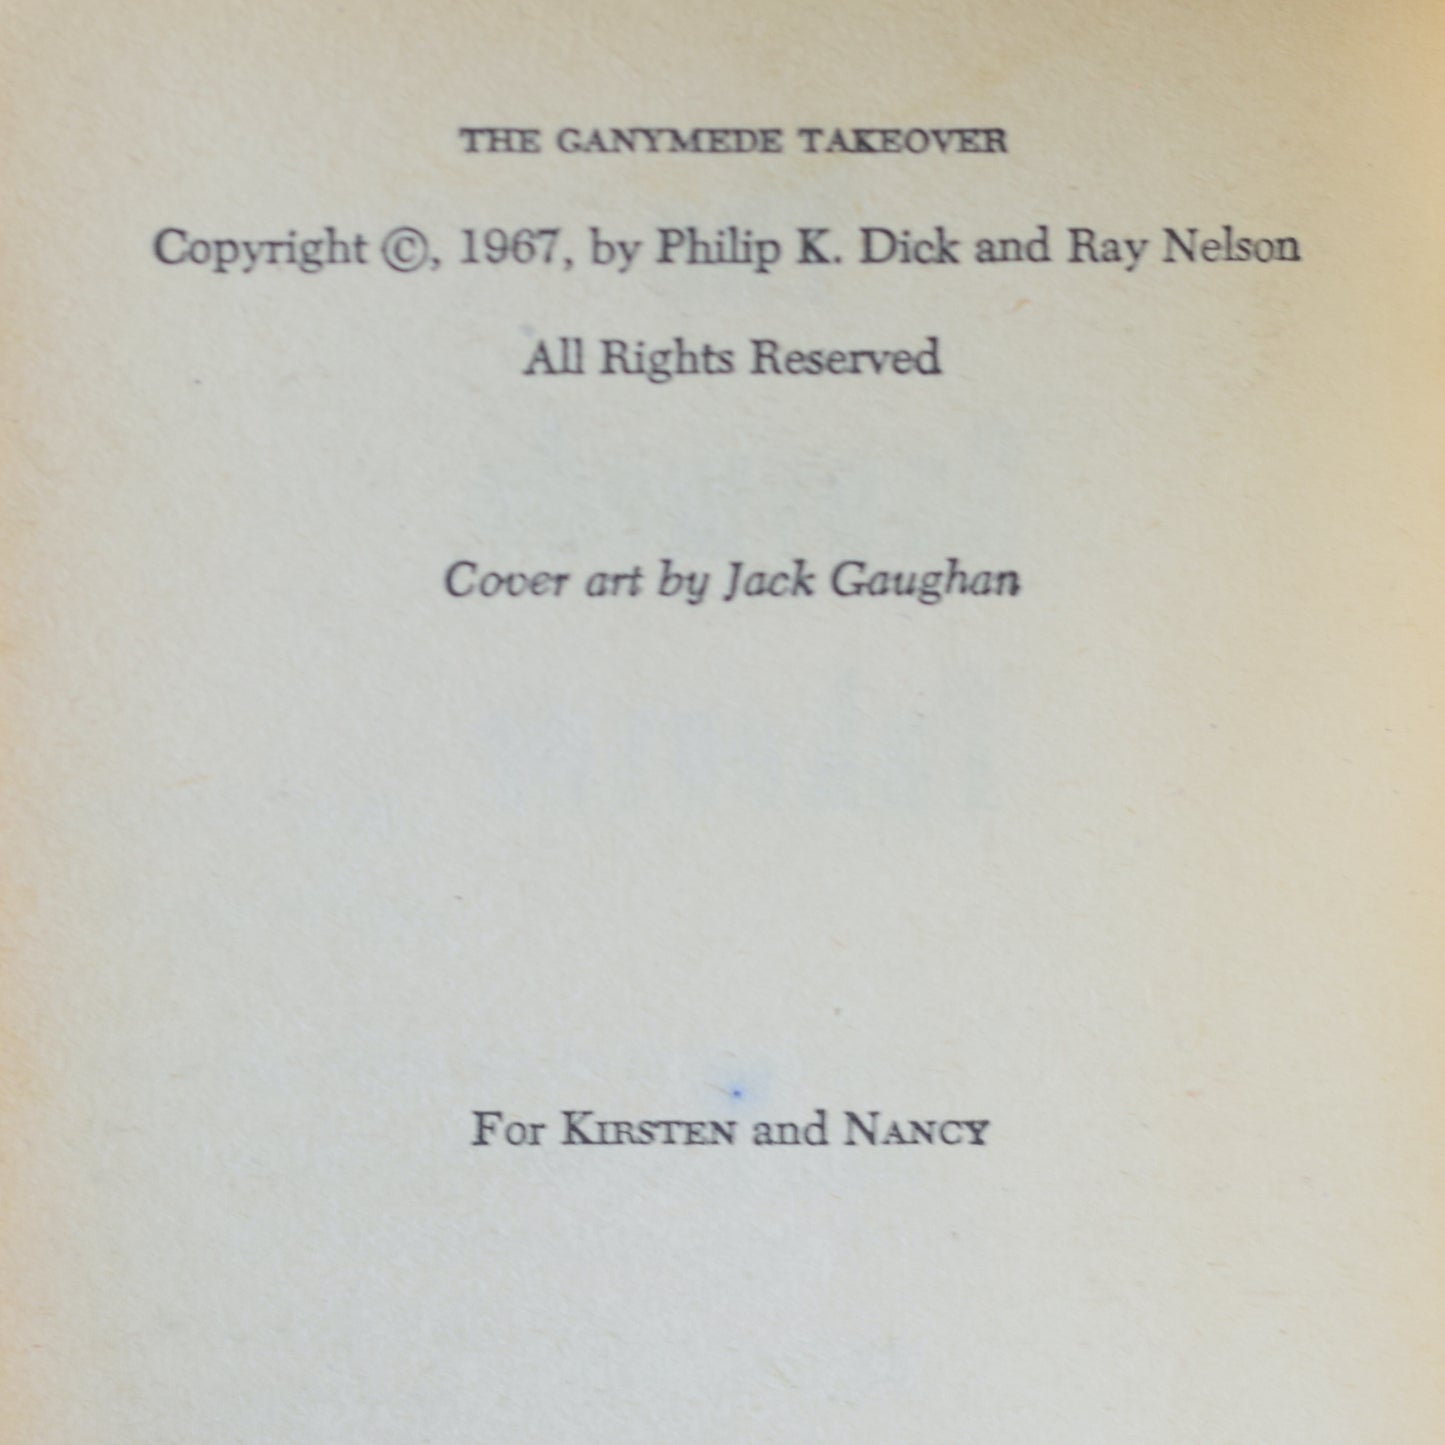 THE GANYMEDE TAKEOVER
Copyright ©, 1967, by Philip K. Dick and Ray Nelson
All Rights Reserved
Cover art by Jack Gaughan
For KIRSTEN and NANCY